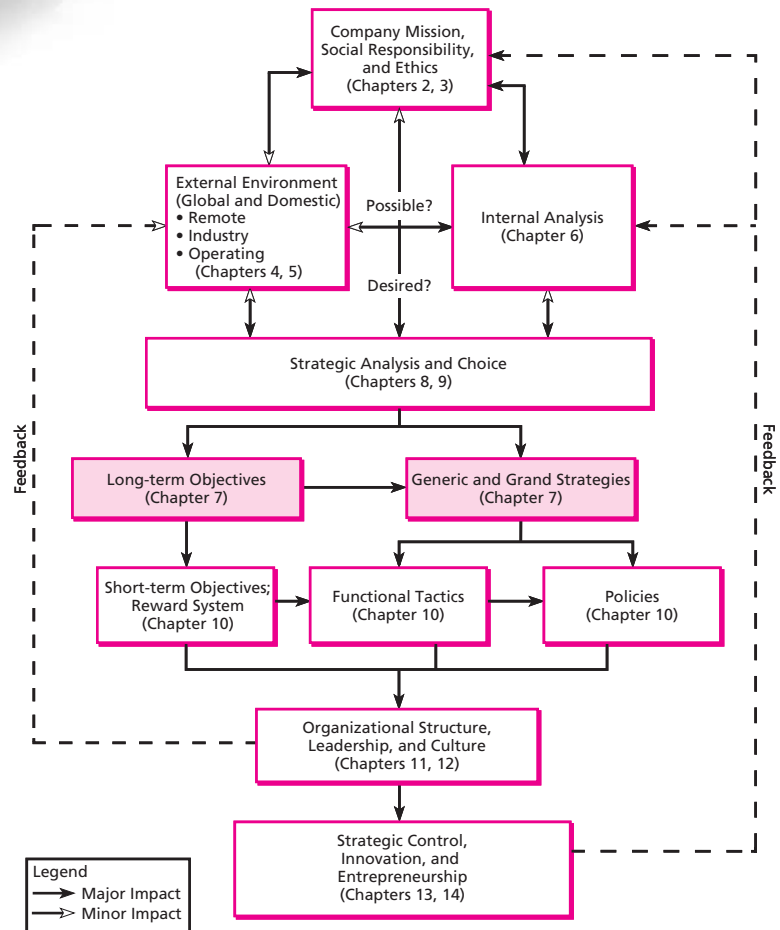 Company Mission,
Social Responsibility,
and Ethics
(Chapters 2, 3)
External Environment
(Global and Domestic)
• Remote
• Industry
• Operating
(Chapters 4, 5)
Possible?
Desired?
Internal Analysis
(Chapter 6)
Strategic Analysis and Choice
(Chapters 8, 9)
Feedback
Feedback
Long-term Objectives
(Chapter 7)
Generic and Grand Strategies
(Chapter 7)
Short-term Objectives;
Reward System
(Chapter 10)
Functional Tactics
(Chapter 10)
Policies
(Chapter 10)
Organizational Structure,
Leadership, and Culture
(Chapters 11, 12)
Strategic Control,
Innovation, and
Entrepreneurship
(Chapters 13, 14)
Legend
Major Impact
Minor Impact